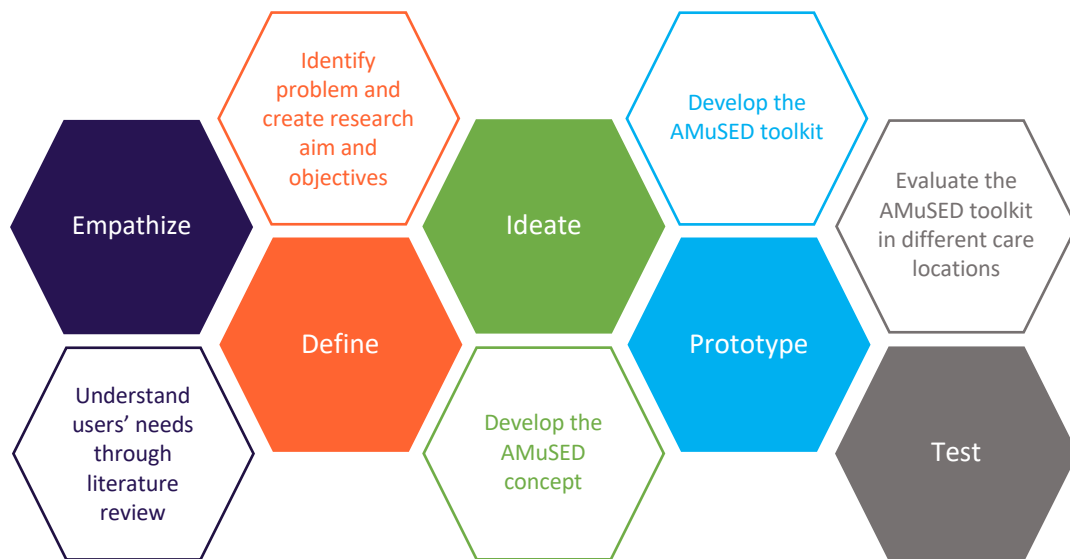 Empathize
Understand
users’ needs
through
literature
review
Identify
problem and
create research
aim and
objectives
Define
Ideate
Develop the
AMuSED
concept
Develop the
AMuSED toolkit
Prototype
Evaluate the
AMuSED toolkit
in different care
locations
Test